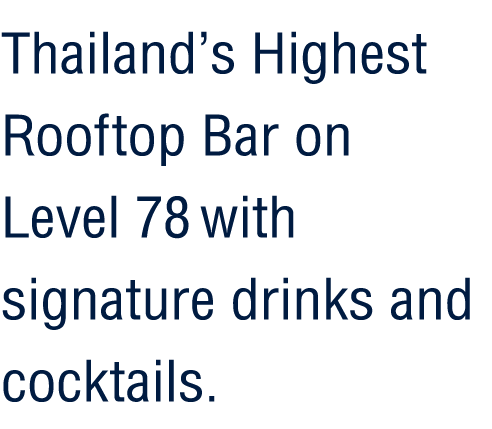 Thailand’s Highest
Rooftop Bar on
Level 78 with
signature drinks and
cocktails.